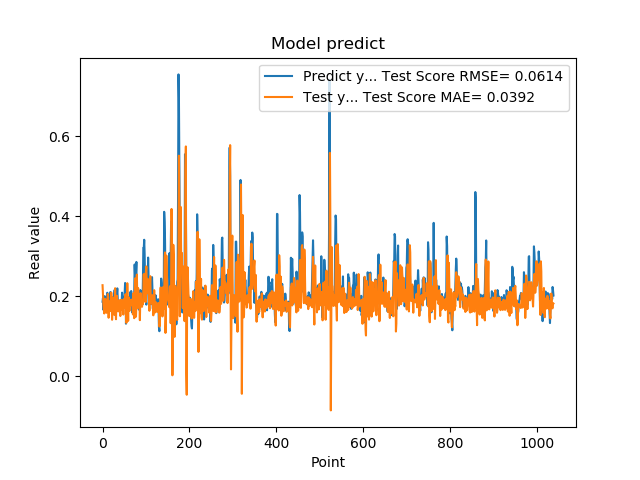 Model predict
Predict y... Test Score RMSE= 0.0614
Test y... Test Score MAE= 0.0392
Real value
0.6
0.4
0.2
0.0
0
200
400
600
800
1000
Point